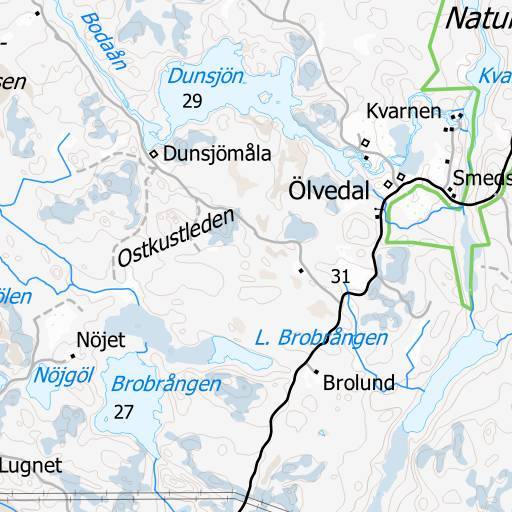 Natur
Bodaån
Dunsjön
Kva
sen
29
Kvarnen
Dunsjömåla
Smeds
Ölvedal
Ostkustleden
31
ölen
L. Brobrången
Nöjet
Nöjgöl
Brobrången
Brolund
27
Lugnet